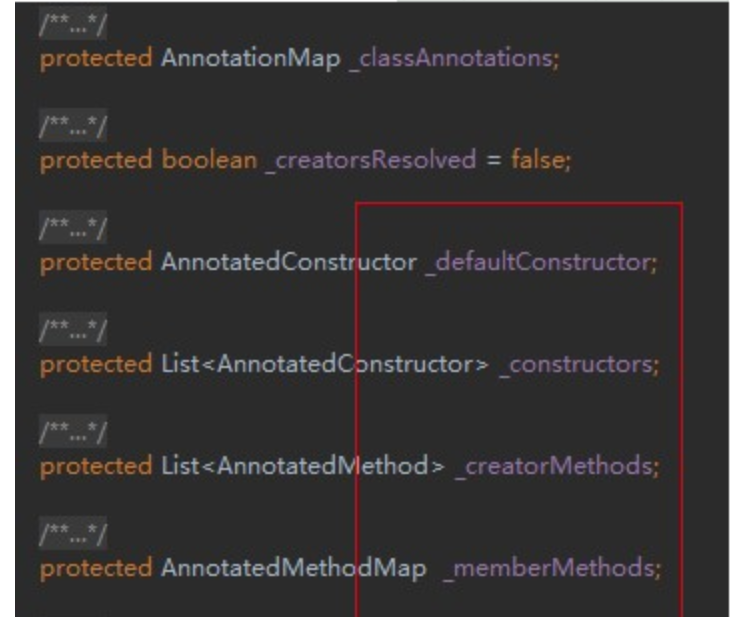 /**...*/
protected AnnotationMap _classAnnotations;
/**...*/
protected boolean _creatorsResolved = false;
/**...*/
protected AnnotatedConstructor _defaultConstructor;
/**...*/
protected List<AnnotatedConstructor> _constructors;
/**...*/
protected List<AnnotatedMethod> _creatorMethods;
/**...*/
protected AnnotatedMethodMap _memberMethods;